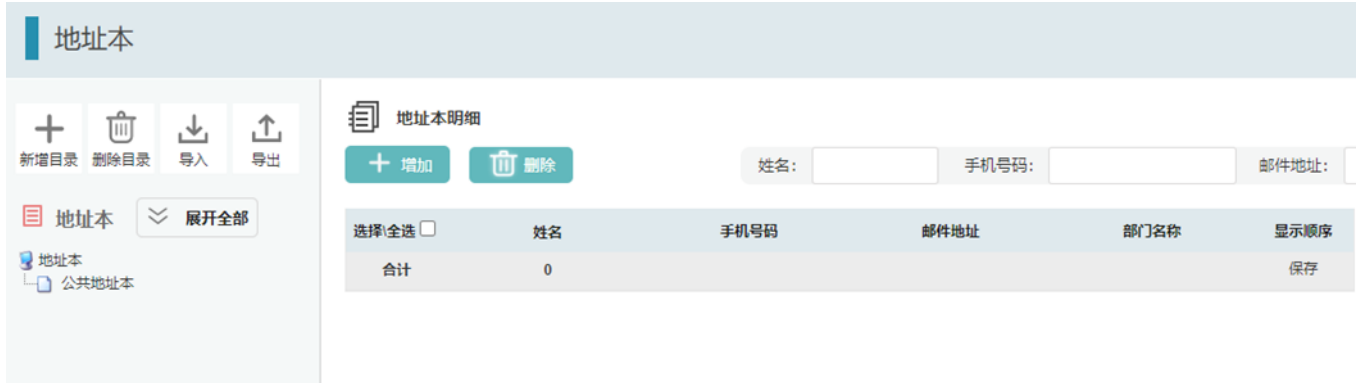 地址本
新增目录 删除目录 导入 导出
地址本 展开全部
地址本
公共地址本
地址本明细
增加 删除 姓名: 手机号码: 邮件地址:
选择\全选 姓名 手机号码 邮件地址 部门名称 显示顺序
合计 0 保存